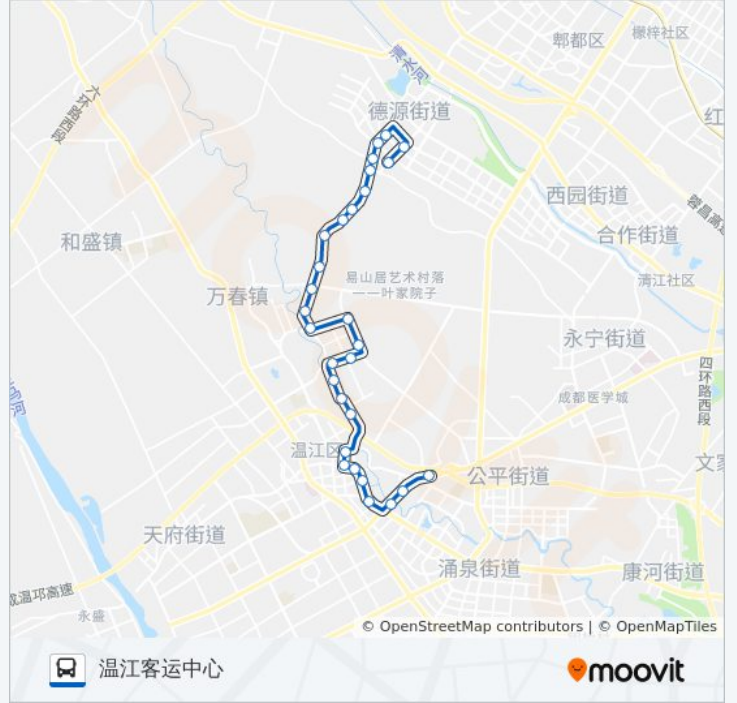 郫都区
檬梓社区
清水河
六环路西段
德源街道
红
西园街道
蓉昌高速
合作街道
和盛镇
清江社区
易山居艺术村落
——叶家院子
万春镇
永宁街道
四环路西段
成都医学城
温江区
公平街道
文家
天府街道
涌泉街道
康河街道
成温邛高速
永盛
© OpenStreetMap contributors | © OpenMapTiles
温江客运中心
moovit